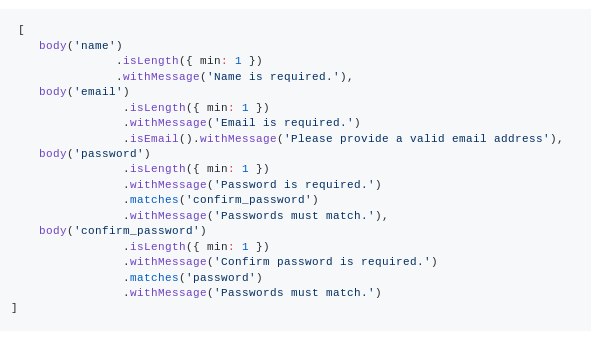 [
body('name')
.isLength({ min: 1 })
.withMessage('Name is required.'),
body('email')
.isLength({ min: 1 })
.withMessage('Email is required.')
.isEmail().withMessage('Please provide a valid email address'),
body('password')
.isLength({ min: 1 })
.withMessage('Password is required.')
.matches('confirm_password')
.withMessage('Passwords must match.'),
body('confirm_password')
.isLength({ min: 1 })
.withMessage('Confirm password is required.')
.matches('password')
.withMessage('Passwords must match.')
]